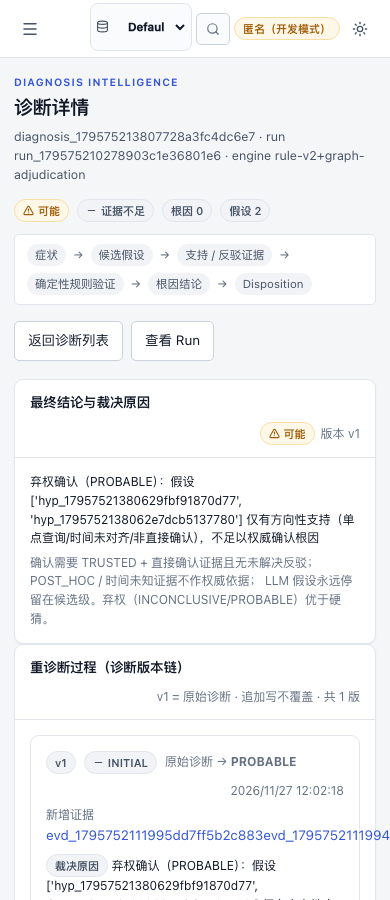 Defaul
匿名（开发模式）
DIAGNOSIS INTELLIGENCE
诊断详情
diagnosis_179575213807728a3fc4dc6e7 · run
run_179575210278903c1e36801e6 · engine rule-v2+graph-
adjudication
可能 证据不足 根因 0 假设 2
症状 → 候选假设 → 支持 / 反驳证据 →
确定性规则验证 → 根因结论 → Disposition
返回诊断列表 查看 Run
最终结论与裁决原因
可能 版本 v1
弃权确认（PROBABLE）：假设
['hyp_17957521380629fbf91870d77',
'hyp_1795752138062e7dcb5137780'] 仅有方向性支持（单
点查询/时间未对齐/非直接确认），不足以权威确认根因
确认需要 TRUSTED + 直接确认证据且无未解决反驳；
POST_HOC / 时间未知证据不作权威依据； LLM 假设永远停
留在候选级。弃权（INCONCLUSIVE/PROBABLE）优于硬
猜。
重诊断过程（诊断版本链）
v1 = 原始诊断 · 追加写不覆盖 · 共 1 版
v1 INITIAL 原始诊断 → PROBABLE
2026/11/27 12:02:18
新增证据
evd_1795752111995dd7ff5b2c883evd_1795752111994
裁决原因 弃权确认（PROBABLE）：假设
['hyp_17957521380629fbf91870d77',